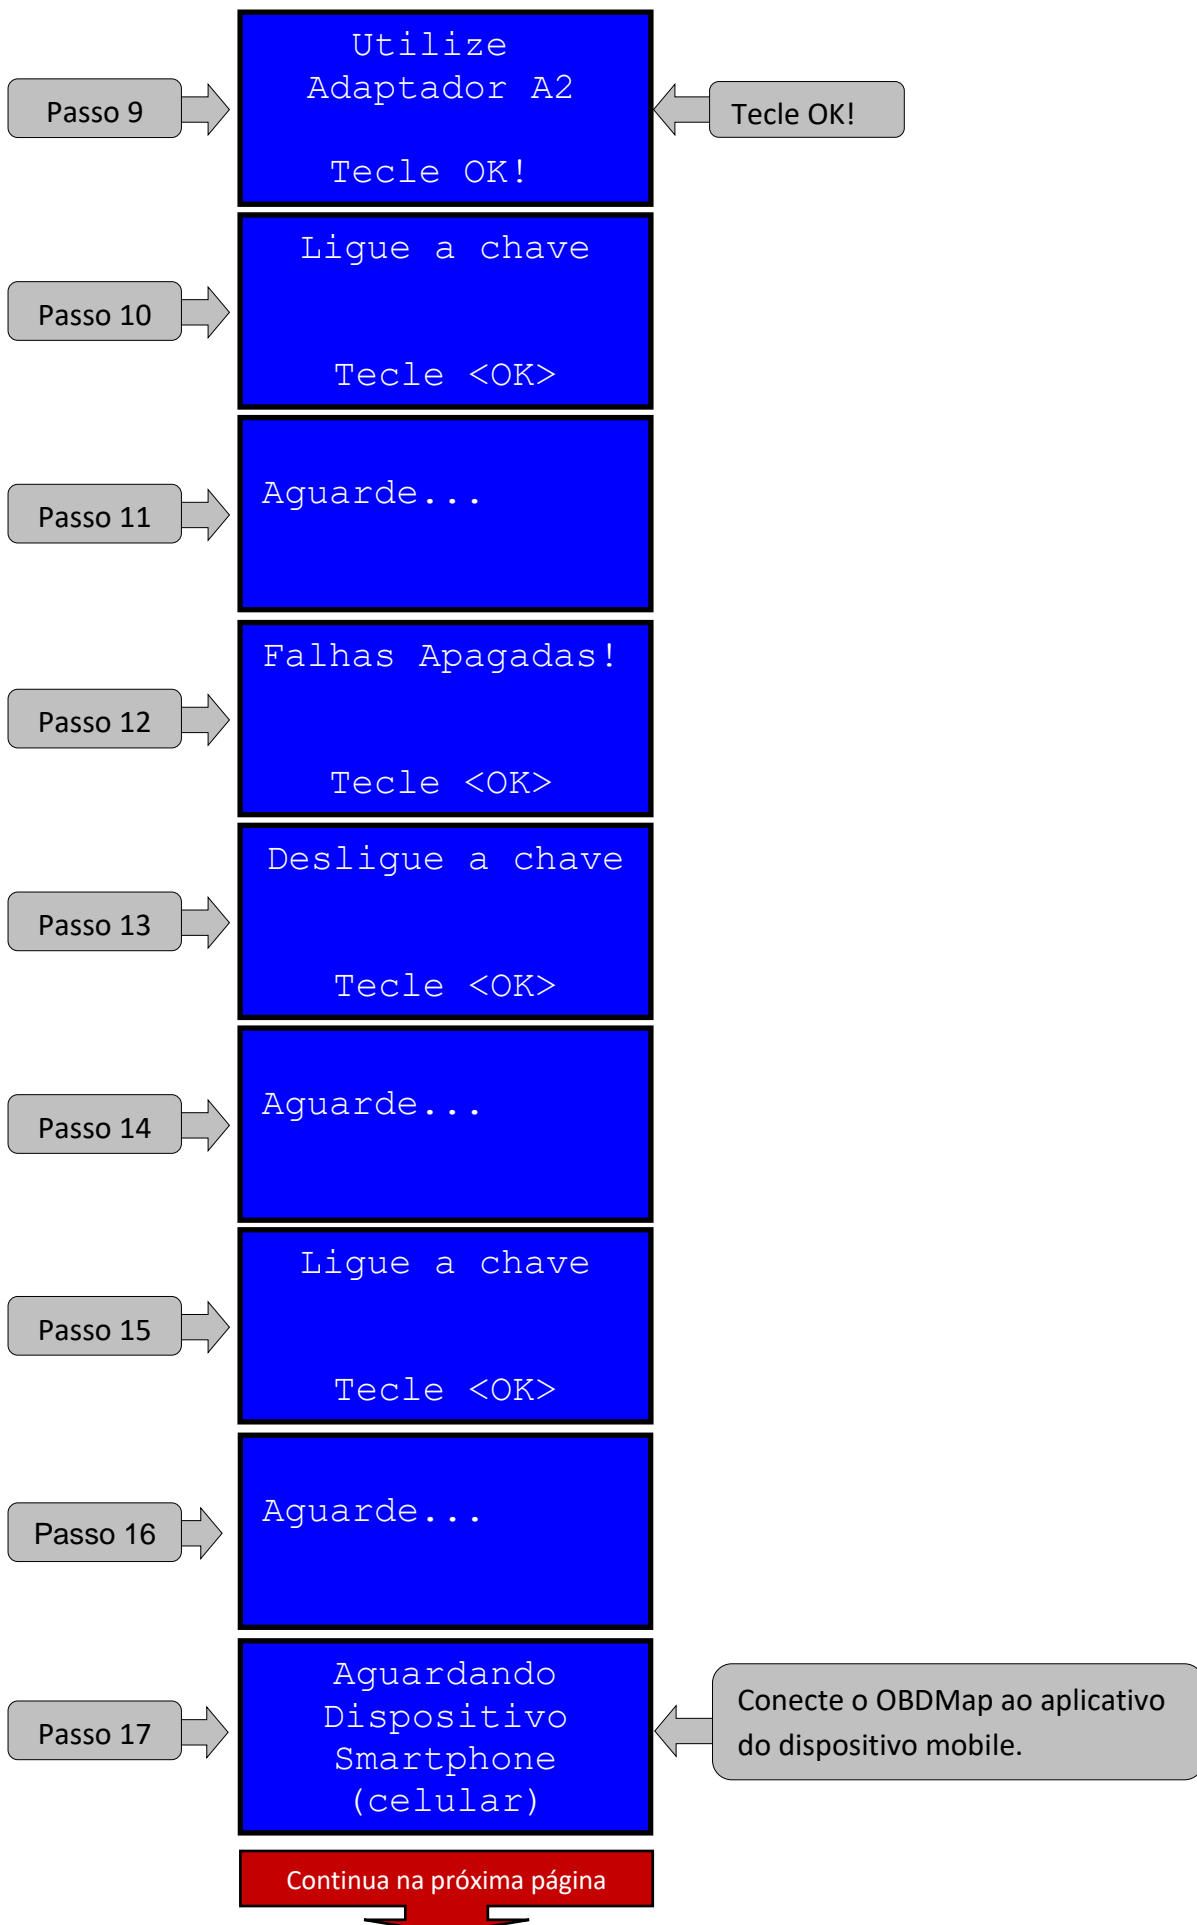 Passo 9
Utilize
Adaptador A2
Tecle OK!
Tecle OK!
Passo 10
Ligue a chave
Tecle <OK>
Passo 11
Aguarde...
Passo 12
Falhas Apagadas!
Tecle <OK>
Passo 13
Desligue a chave
Tecle <OK>
Passo 14
Aguarde...
Passo 15
Ligue a chave
Tecle <OK>
Passo 16
Aguarde...
Passo 17
Aguardando
Dispositivo
Smartphone
(celular)
Conecte o OBDMap ao aplicativo
do dispositivo mobile.
Continua na próxima página